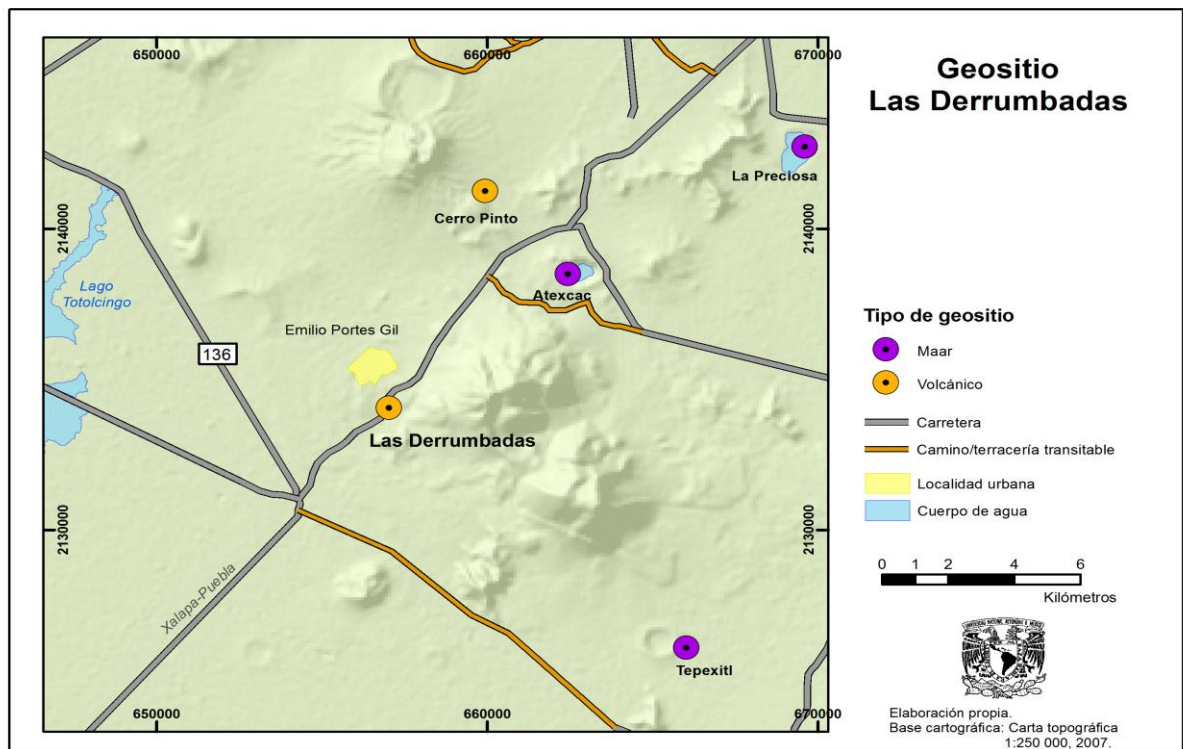 Geositio
Las Derrumbadas
650000
660000
670000
2140000
2140000
2130000
2130000
650000
660000
670000
La Preciosa
Cerro Pinto
Atexcac
Lago
Totolcingo
Emilio Portes Gil
136
Las Derrumbadas
Xalapa-Puebla
Tepexitl
Tipo de geositio
Maar
Volcánico
Carretera
Camino/terracería transitable
Localidad urbana
Cuerpo de agua
0 1 2 4 6
Kilómetros
Elaboración propia.
Base cartográfica: Carta topográfica
1:250 000, 2007.